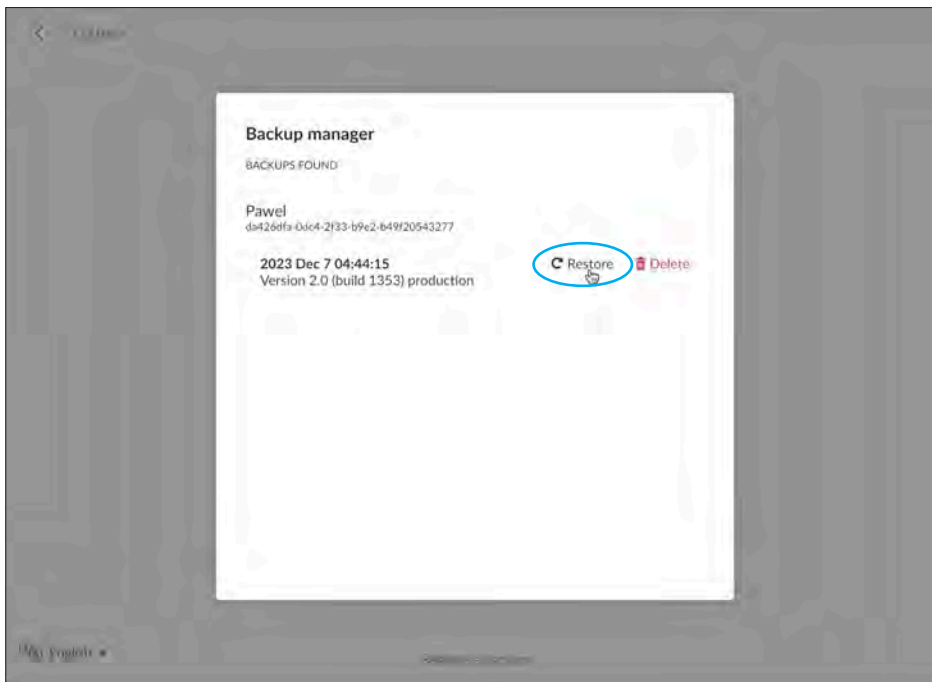 Backup manager
BACKUPS FOUND
Pawel
da426dfa-0dc4-2f33-b9e2-b49f20543277
2023 Dec 7 04:44:15
Restore
Delete
Version 2.0 (build 1353) production
English